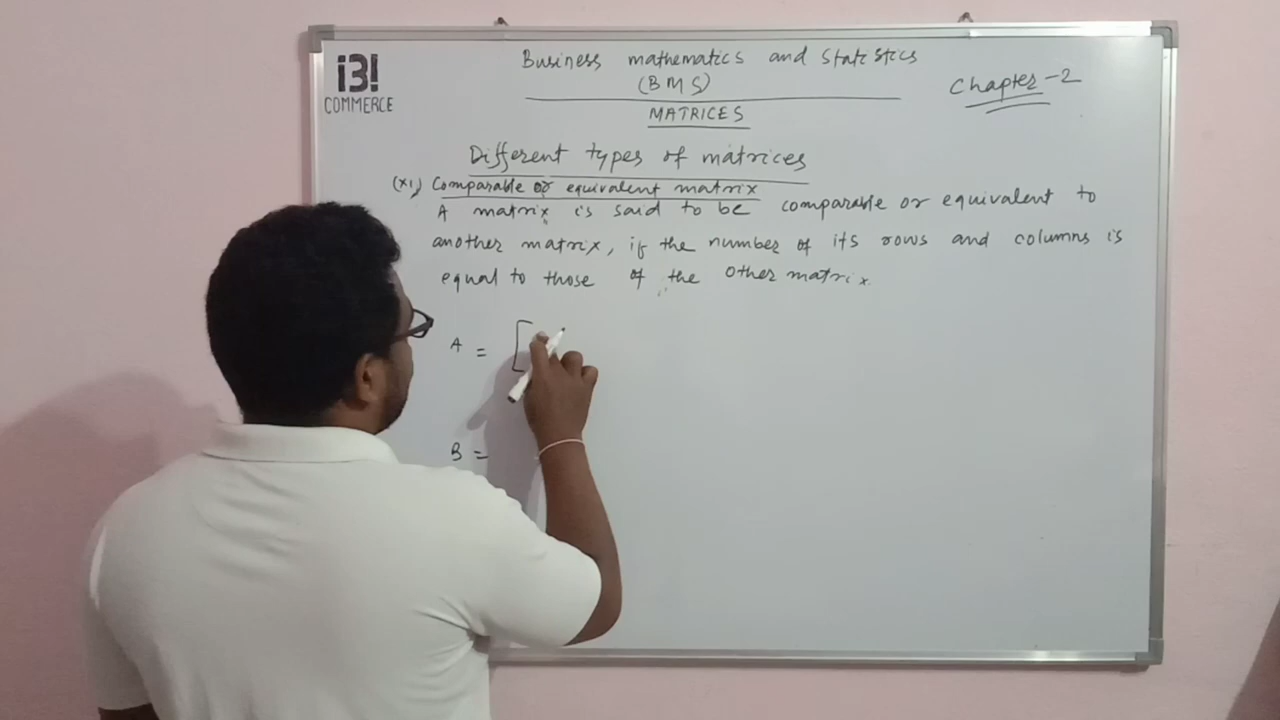 i3!
COMMERCE
Business mathematics and Statistics
(BMS)
Chapter-2
MATRICES
Different types of matrices
(xi) Comparable or equivalent matrix
A matrix is said to be comparable or equivalent to
another matrix, if the number of its rows and columns is
equal to those of the other matrix.
A = [
B =